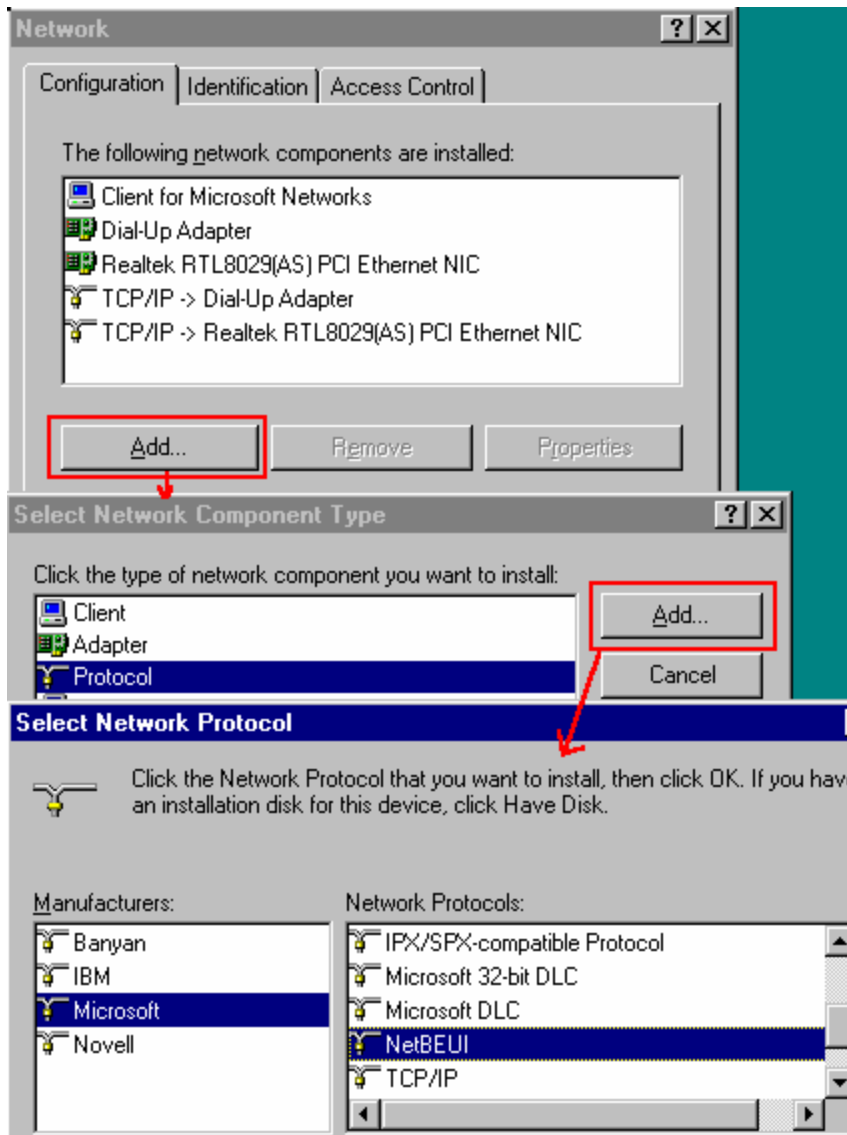 Network
Configuration Identification Access Control
The following network components are installed:
Client for Microsoft Networks
Dial-Up Adapter
Realtek RTL8029(AS) PCI Ethernet NIC
TCP/IP -> Dial-Up Adapter
TCP/IP -> Realtek RTL8029(AS) PCI Ethernet NIC
Add... Remove Properties
Select Network Component Type
Click the type of network component you want to install:
Client
Adapter
Protocol
Add...
Cancel
Select Network Protocol
Click the Network Protocol that you want to install, then click OK. If you have
an installation disk for this device, click Have Disk.
Manufacturers:
Banyan
IBM
Microsoft
Novell
Network Protocols:
IPX/SPX-compatible Protocol
Microsoft 32-bit DLC
Microsoft DLC
NetBEUI
TCP/IP